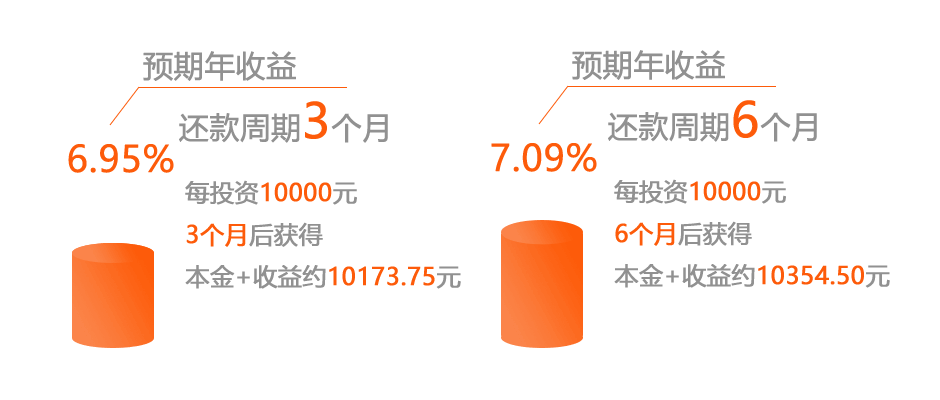 预期年收益
还款周期3个月
6.95%
每投资10000元
3个月后获得
本金+收益约10173.75元
预期年收益
还款周期6个月
7.09%
每投资10000元
6个月后获得
本金+收益约10354.50元